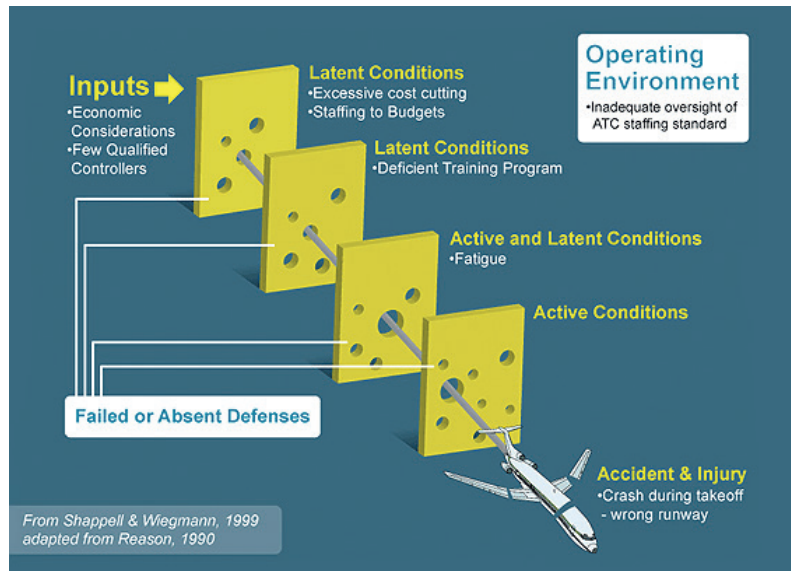 Inputs
•Economic
Considerations
•Few Qualified
Controllers
Latent Conditions
•Excessive cost cutting
•Staffing to Budgets
Operating
Environment
•Inadequate oversight of
ATC staffing standard
Latent Conditions
•Deficient Training Program
Active and Latent Conditions
•Fatigue
Active Conditions
Failed or Absent Defenses
Accident & Injury
•Crash during takeoff
- wrong runway
From Shappell & Wiegmann, 1999
adapted from Reason, 1990